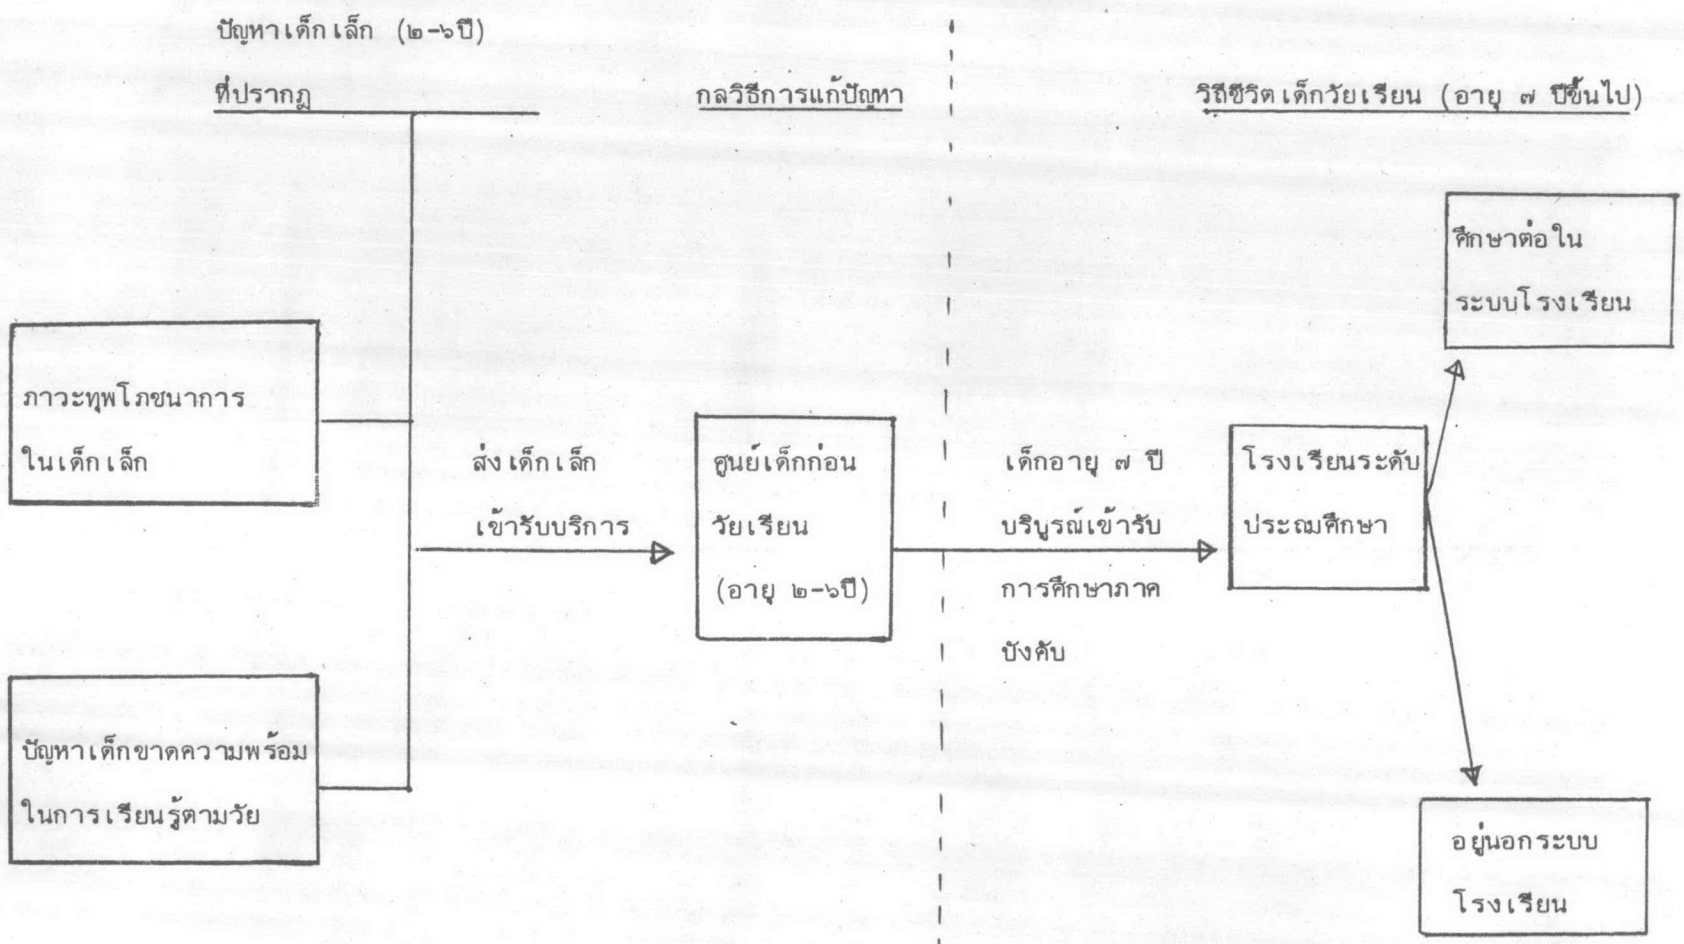 ปัญหาเด็กเล็ก (๒-๖ปี)
ที่ปรากฏ
กลวิธีการแก้ปัญหา
วิถีชีวิตเด็กวัยเรียน (อายุ ๗ ปีขึ้นไป)
ศึกษาต่อใน
ระบบโรงเรียน
ภาวะทุพโภชนาการ
ในเด็กเล็ก
ส่งเด็กเล็ก
เข้ารับบริการ
ศูนย์เด็กก่อน
วัยเรียน
(อายุ ๒-๖ปี)
เด็กอายุ ๗ ปี
บริบูรณ์เข้ารับ
การศึกษาภาค
บังคับ
โรงเรียนระดับ
ประถมศึกษา
ปัญหาเด็กขาดความพร้อม
ในการเรียนรู้ตามวัย
อยู่นอกระบบ
โรงเรียน